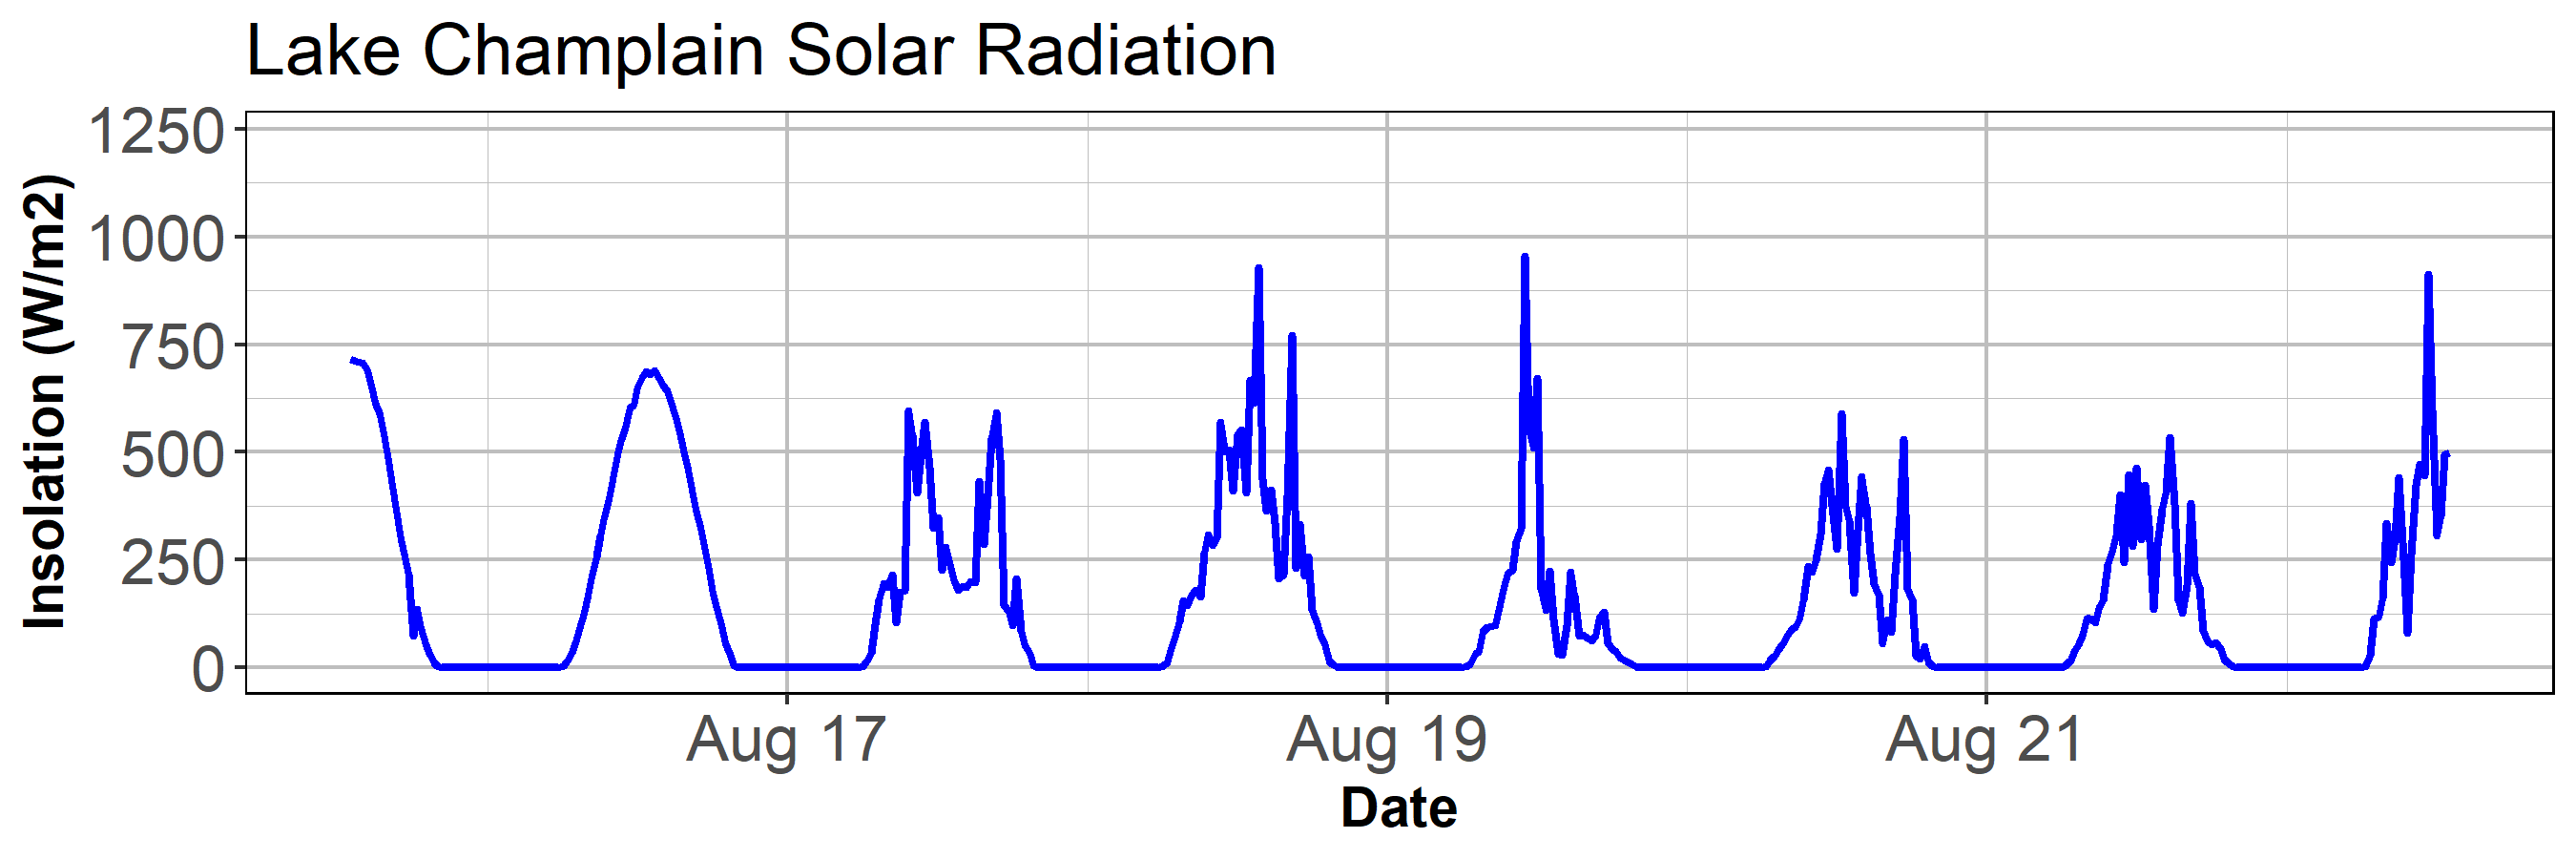 Lake Champlain Solar Radiation
Insolation (W/m2)
1250
1000
750
500
250
0
Aug 17
Aug 19
Aug 21
Date